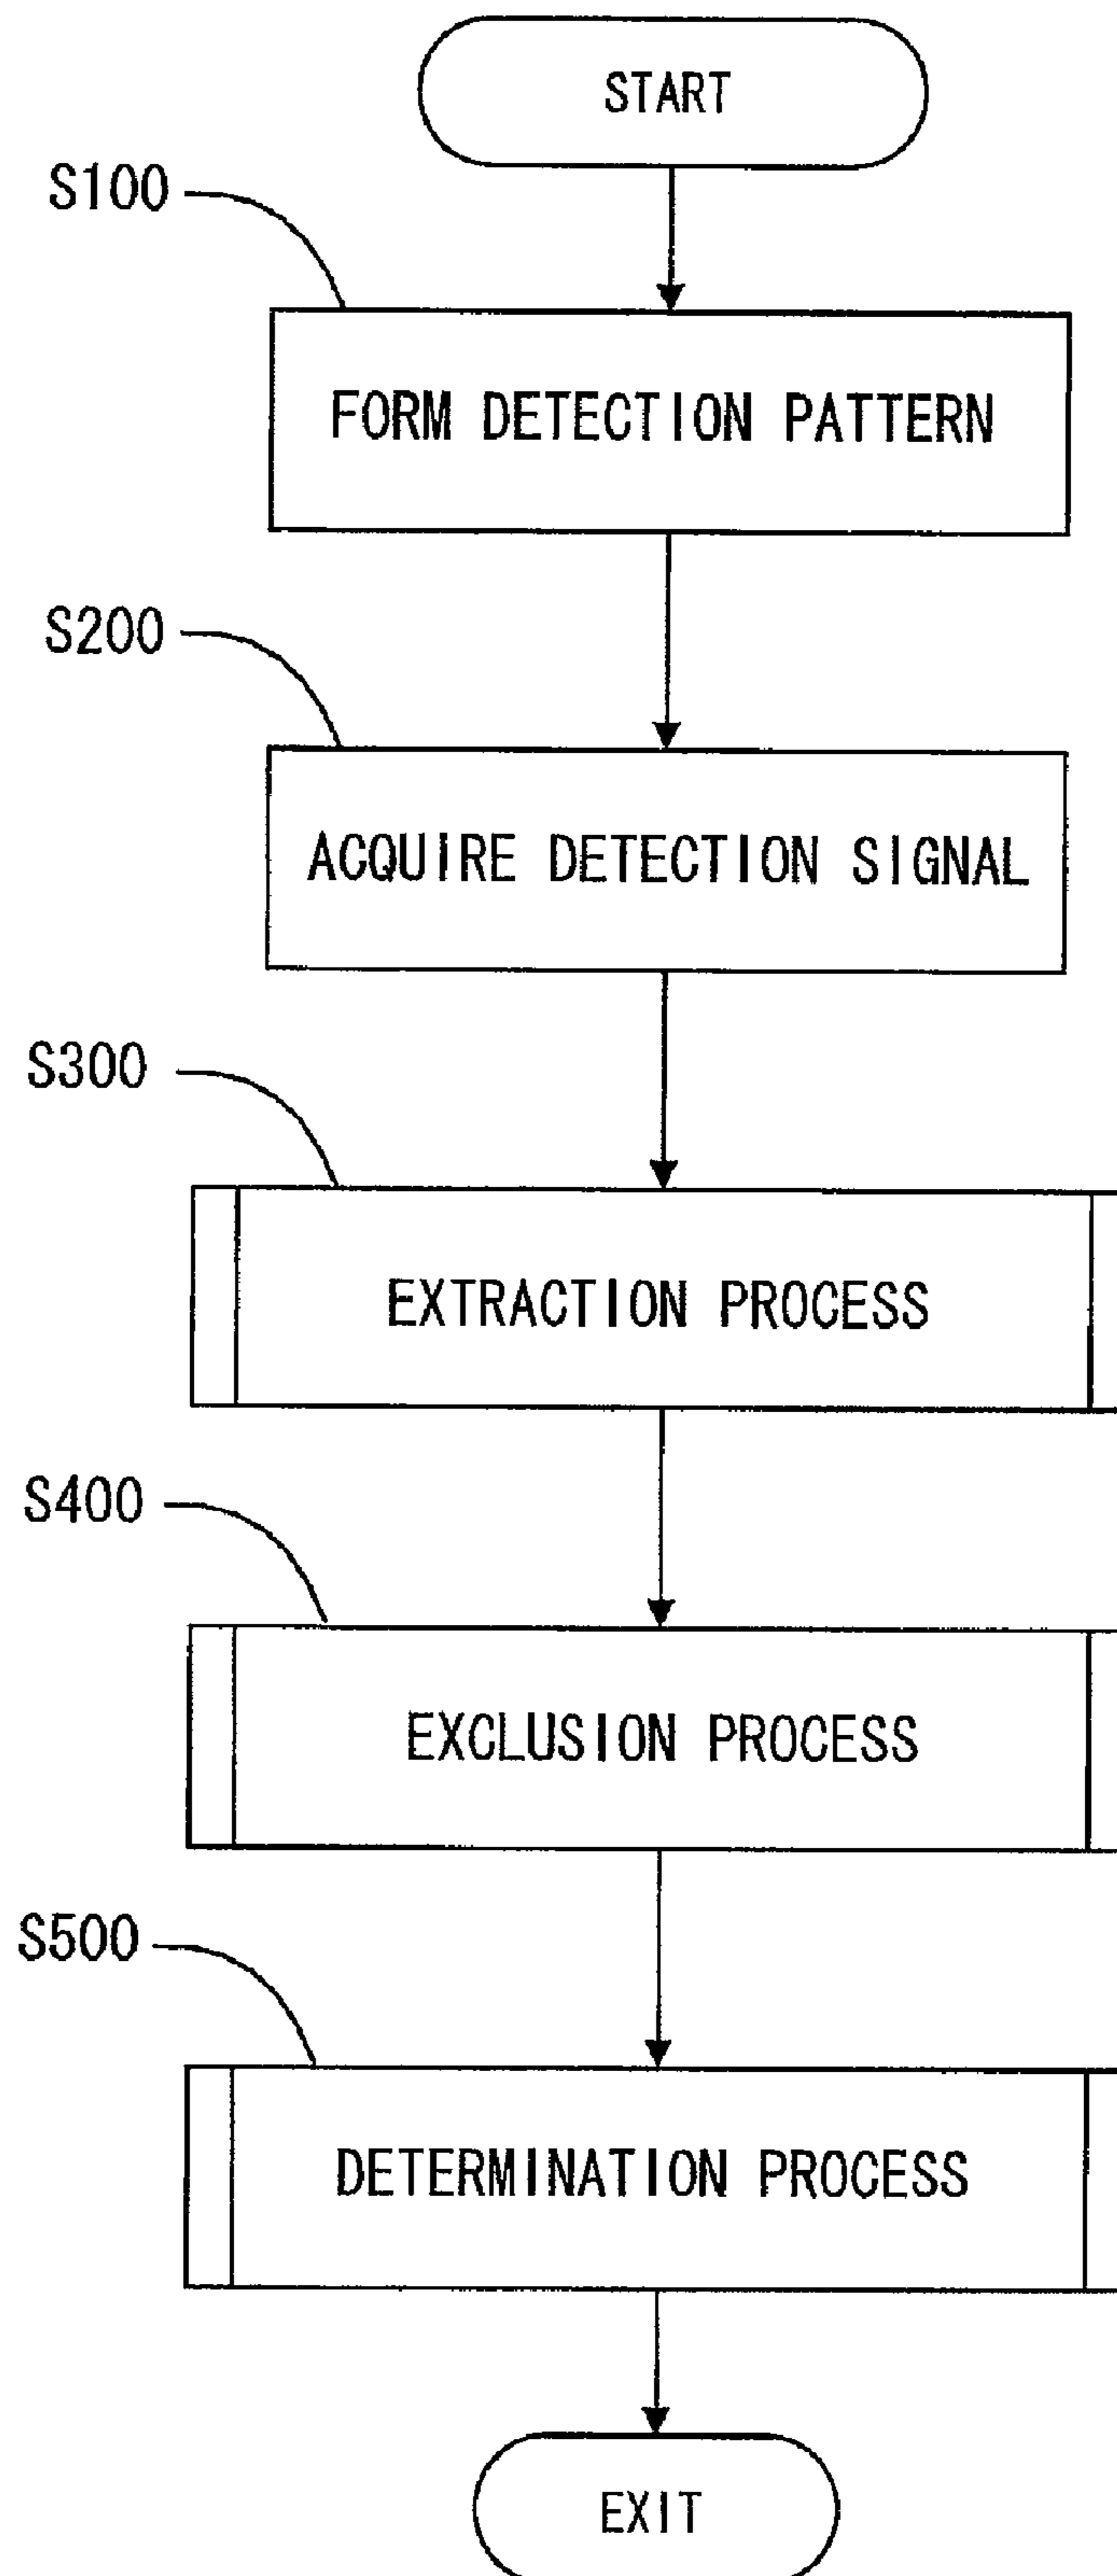 START
S100
FORM DETECTION PATTERN
S200
ACQUIRE DETECTION SIGNAL
S300
EXTRACTION PROCESS
S400
EXCLUSION PROCESS
S500
DETERMINATION PROCESS
EXIT